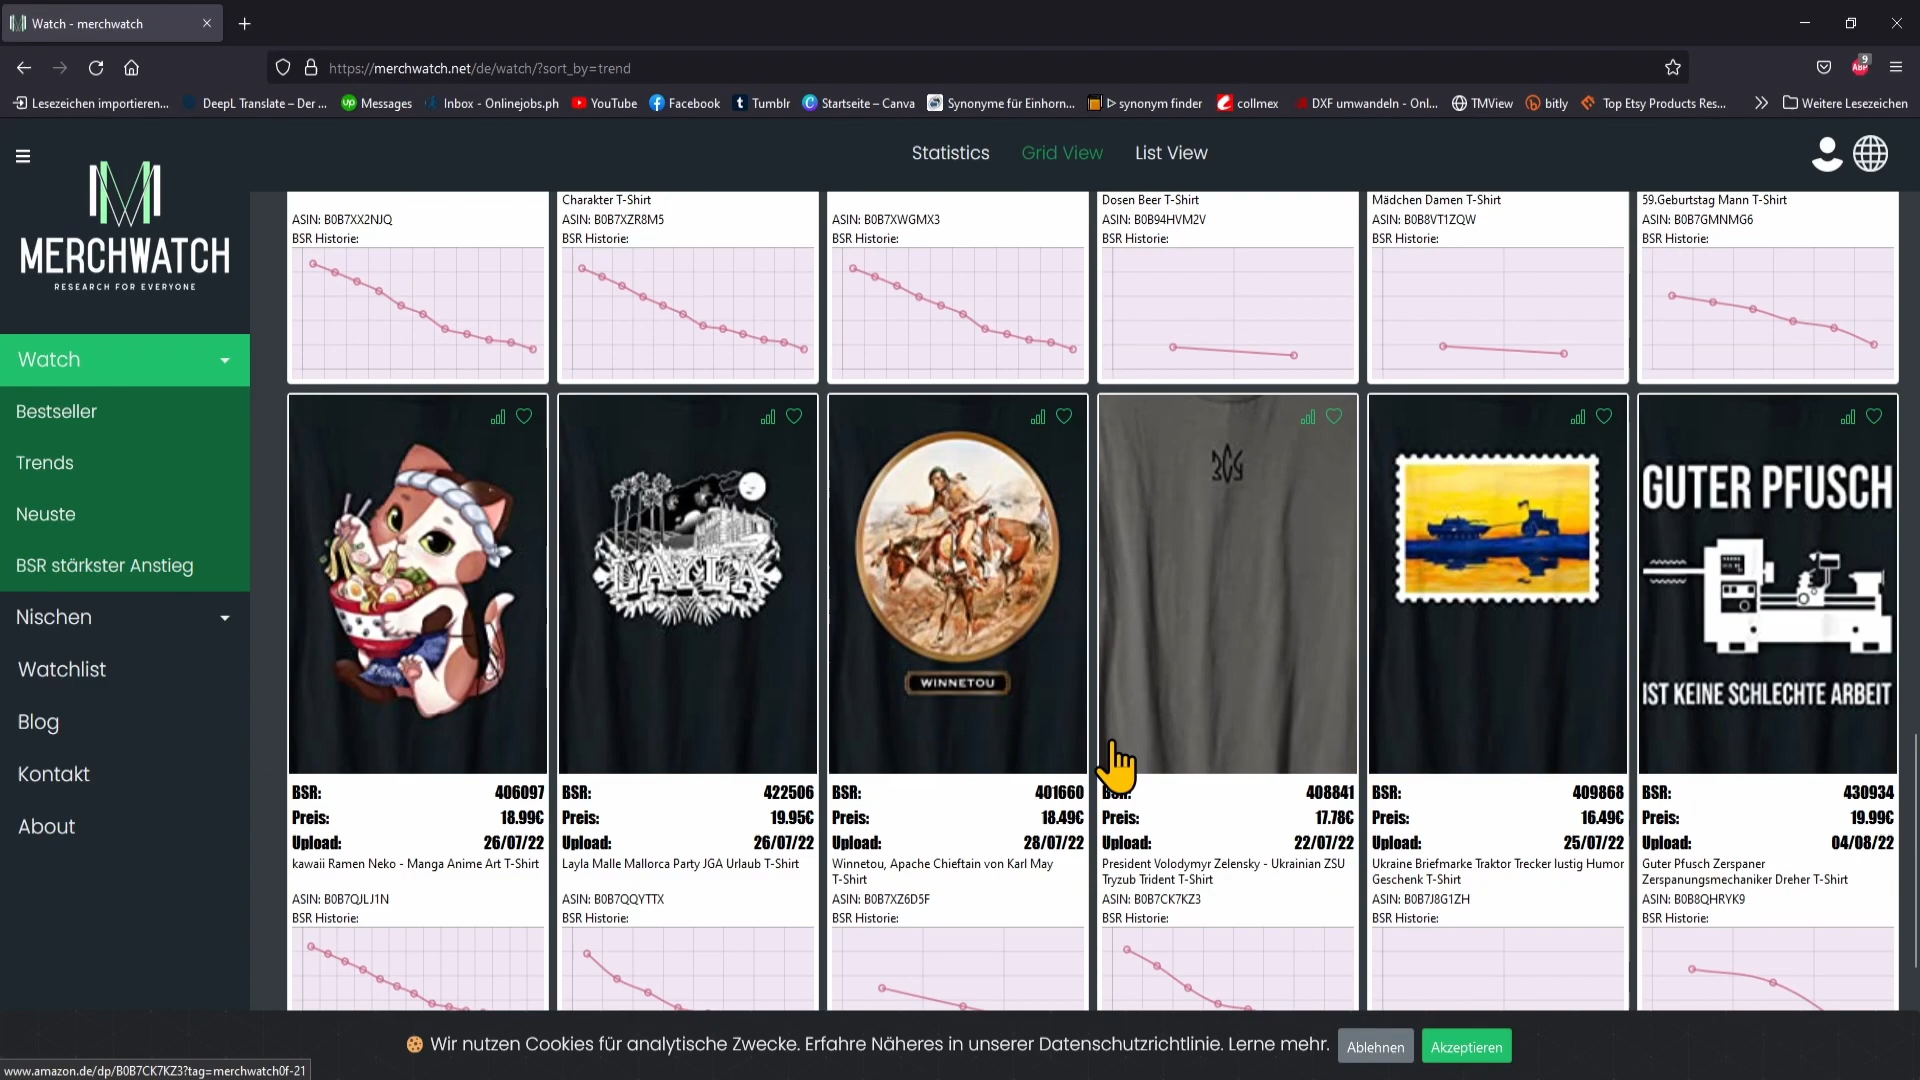 Watch - merchwatch
https://merchwatch.net/de/watch/?sort_by=trend
9
ABP
Lesezeichen importieren...
DeepL Translate – Der ...
Messages
Inbox - Onlinejobs.ph
YouTube
Facebook
Tumblr
Startseite – Canva
Synonyme für Einhorn...
synonym finder
collmex
DXF umwandeln - Onl...
TMView
bitly
Top Etsy Products Res...
Weitere Lesezeichen
MERCHWATCH
RESEARCH FOR EVERYONE
Statistics
Grid View
List View
Watch
Bestseller
Trends
Neuste
BSR stärkster Anstieg
Nischen
Watchlist
Blog
Kontakt
About
ASIN: B0B7XX2NJQ
BSR Historie:
Charakter T-Shirt
ASIN: B0B7XZR8M5
BSR Historie:
ASIN: B0B7XWGMX3
BSR Historie:
Dosen Beer T-Shirt
ASIN: B0B94HVM2V
BSR Historie:
Mädchen Damen T-Shirt
ASIN: B0B8VT1ZQW
BSR Historie:
59.Geburtstag Mann T-Shirt
ASIN: B0B7GMNMG6
BSR Historie:
BSR: 406097
Preis: 18.99€
Upload: 26/07/22
kawaii Ramen Neko - Manga Anime Art T-Shirt
ASIN: B0B7QJLJ1N
BSR Historie:
LAYLA
BSR: 422506
Preis: 19.95€
Upload: 26/07/22
Layla Malle Mallorca Party JGA Urlaub T-Shirt
ASIN: B0B7QQYTTX
BSR Historie:
WINNETOU
BSR: 401660
Preis: 18.49€
Upload: 28/07/22
Winnetou, Apache Chieftain von Karl May
T-Shirt
ASIN: B0B7XZ6D5F
BSR Historie:
BSR: 408841
Preis: 17.78€
Upload: 22/07/22
President Volodymyr Zelensky - Ukrainian ZSU
Tryzub Trident T-Shirt
ASIN: B0B7CK7KZ3
BSR Historie:
BSR: 409868
Preis: 16.49€
Upload: 25/07/22
Ukraine Briefmarke Traktor Trecker lustig Humor
Geschenk T-Shirt
ASIN: B0B7J8G1ZH
BSR Historie:
GUTER PFUSCH
IST KEINE SCHLECHTE ARBEIT
BSR: 430934
Preis: 19.99€
Upload: 04/08/22
Guter Pfusch Zerspaner
Zerspanungsmechaniker Dreher T-Shirt
ASIN: B0B8QHRYK9
BSR Historie:
Wir nutzen Cookies für analytische Zwecke. Erfahre Näheres in unserer Datenschutzrichtlinie. Lerne mehr.
Ablehnen
Akzeptieren
www.amazon.de/dp/B0B7CK7KZ3?tag=merchwatch0f-21